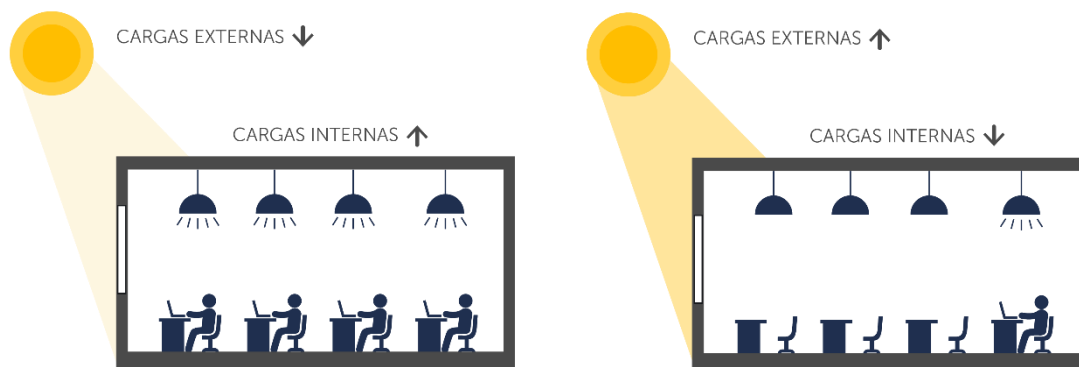 CARGAS EXTERNAS ↓
CARGAS INTERNAS ↑
CARGAS EXTERNAS ↑
CARGAS INTERNAS ↓